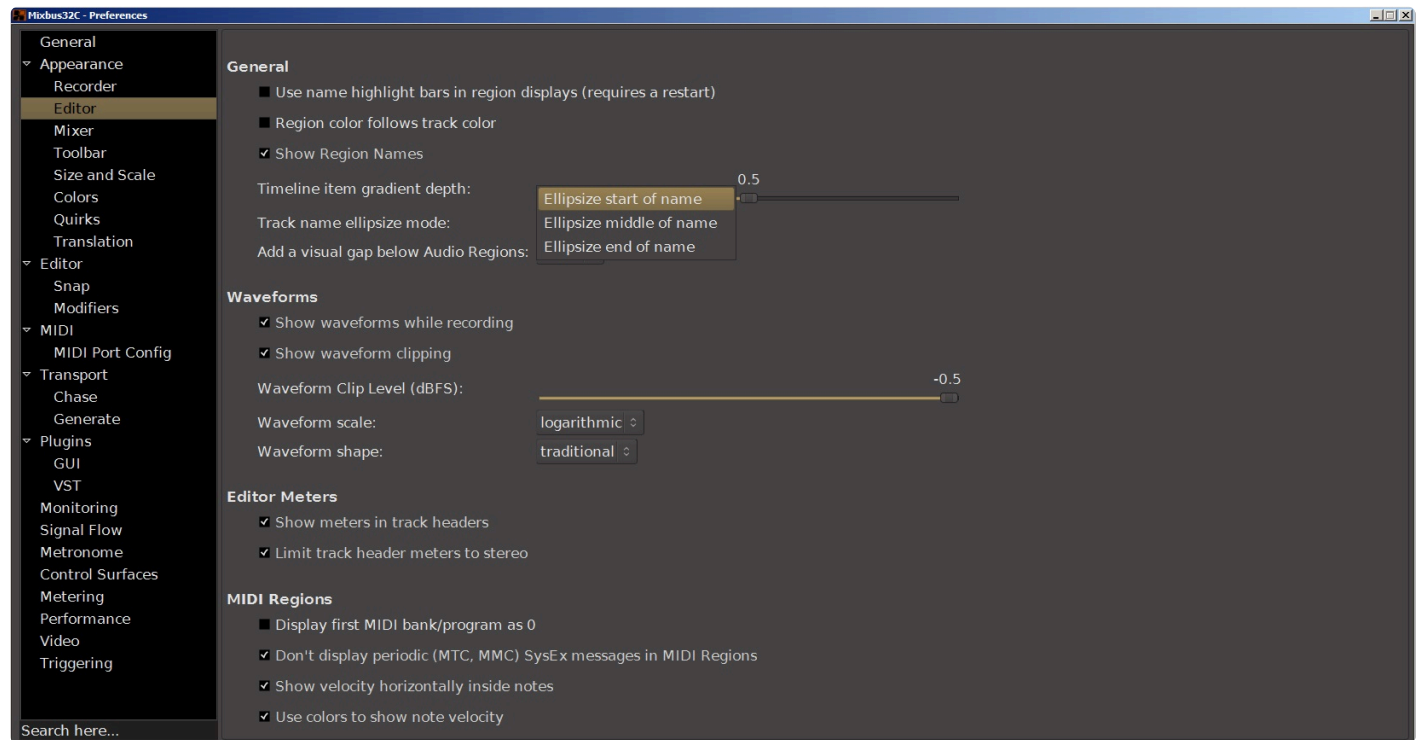 Mixbus32C - Preferences
General
Appearance
Recorder
Editor
Mixer
Toolbar
Size and Scale
Colors
Quirks
Translation
Editor
Snap
Modifiers
MIDI
MIDI Port Config
Transport
Chase
Generate
Plugins
GUI
VST
Monitoring
Signal Flow
Metronome
Control Surfaces
Metering
Performance
Video
Triggering
Search here...
General
Use name highlight bars in region displays (requires a restart)
Region color follows track color
Show Region Names
Timeline item gradient depth:
0.5
Track name ellipsize mode:
Ellipsize start of name
Ellipsize middle of name
Ellipsize end of name
Add a visual gap below Audio Regions:
Waveforms
Show waveforms while recording
Show waveform clipping
Waveform Clip Level (dBFS):
-0.5
Waveform scale: logarithmic
Waveform shape: traditional
Editor Meters
Show meters in track headers
Limit track header meters to stereo
MIDI Regions
Display first MIDI bank/program as 0
Don't display periodic (MTC, MMC) SysEx messages in MIDI Regions
Show velocity horizontally inside notes
Use colors to show note velocity